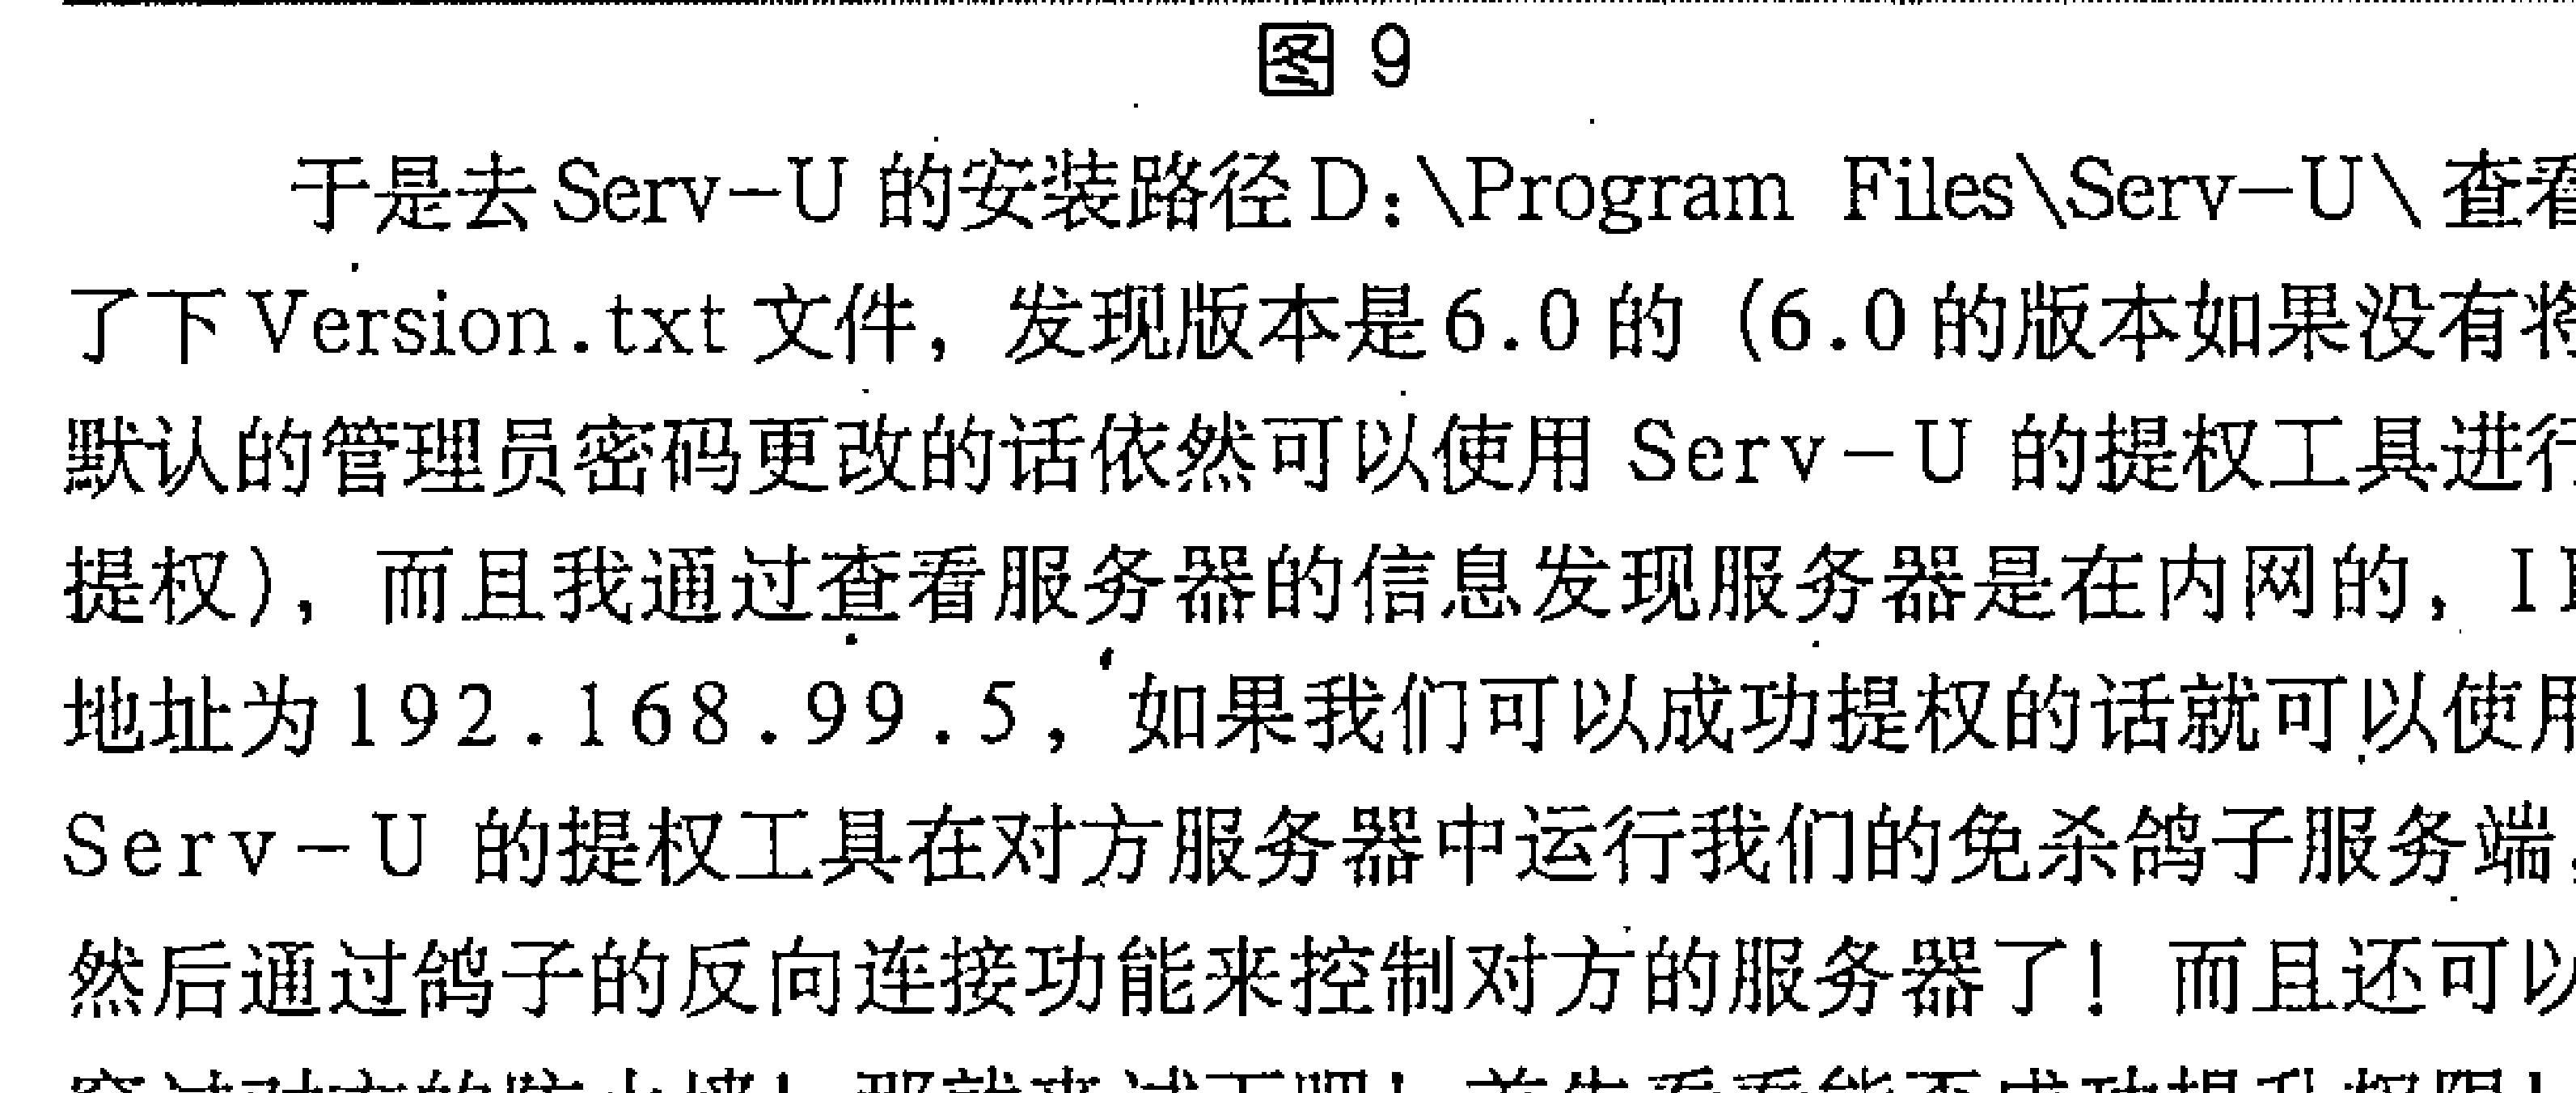 图 9
于是去Serv-U 的安装路径D:\Program Files\Serv-U\ 查看
了下Version.txt 文件，发现版本是6.0 的（6.0 的版本如果没有将
默认的管理员密码更改的话依然可以使用 Serv-U 的提权工具进行
提权），而且我通过查看服务器的信息发现服务器是在内网的，I
地址为192.168.99.5，如果我们可以成功提权的话就可以使用
Serv-U 的提权工具在对方服务器中运行我们的免杀鸽子服务端，
然后通过鸽子的反向连接功能来控制对方的服务器了！而且还可以